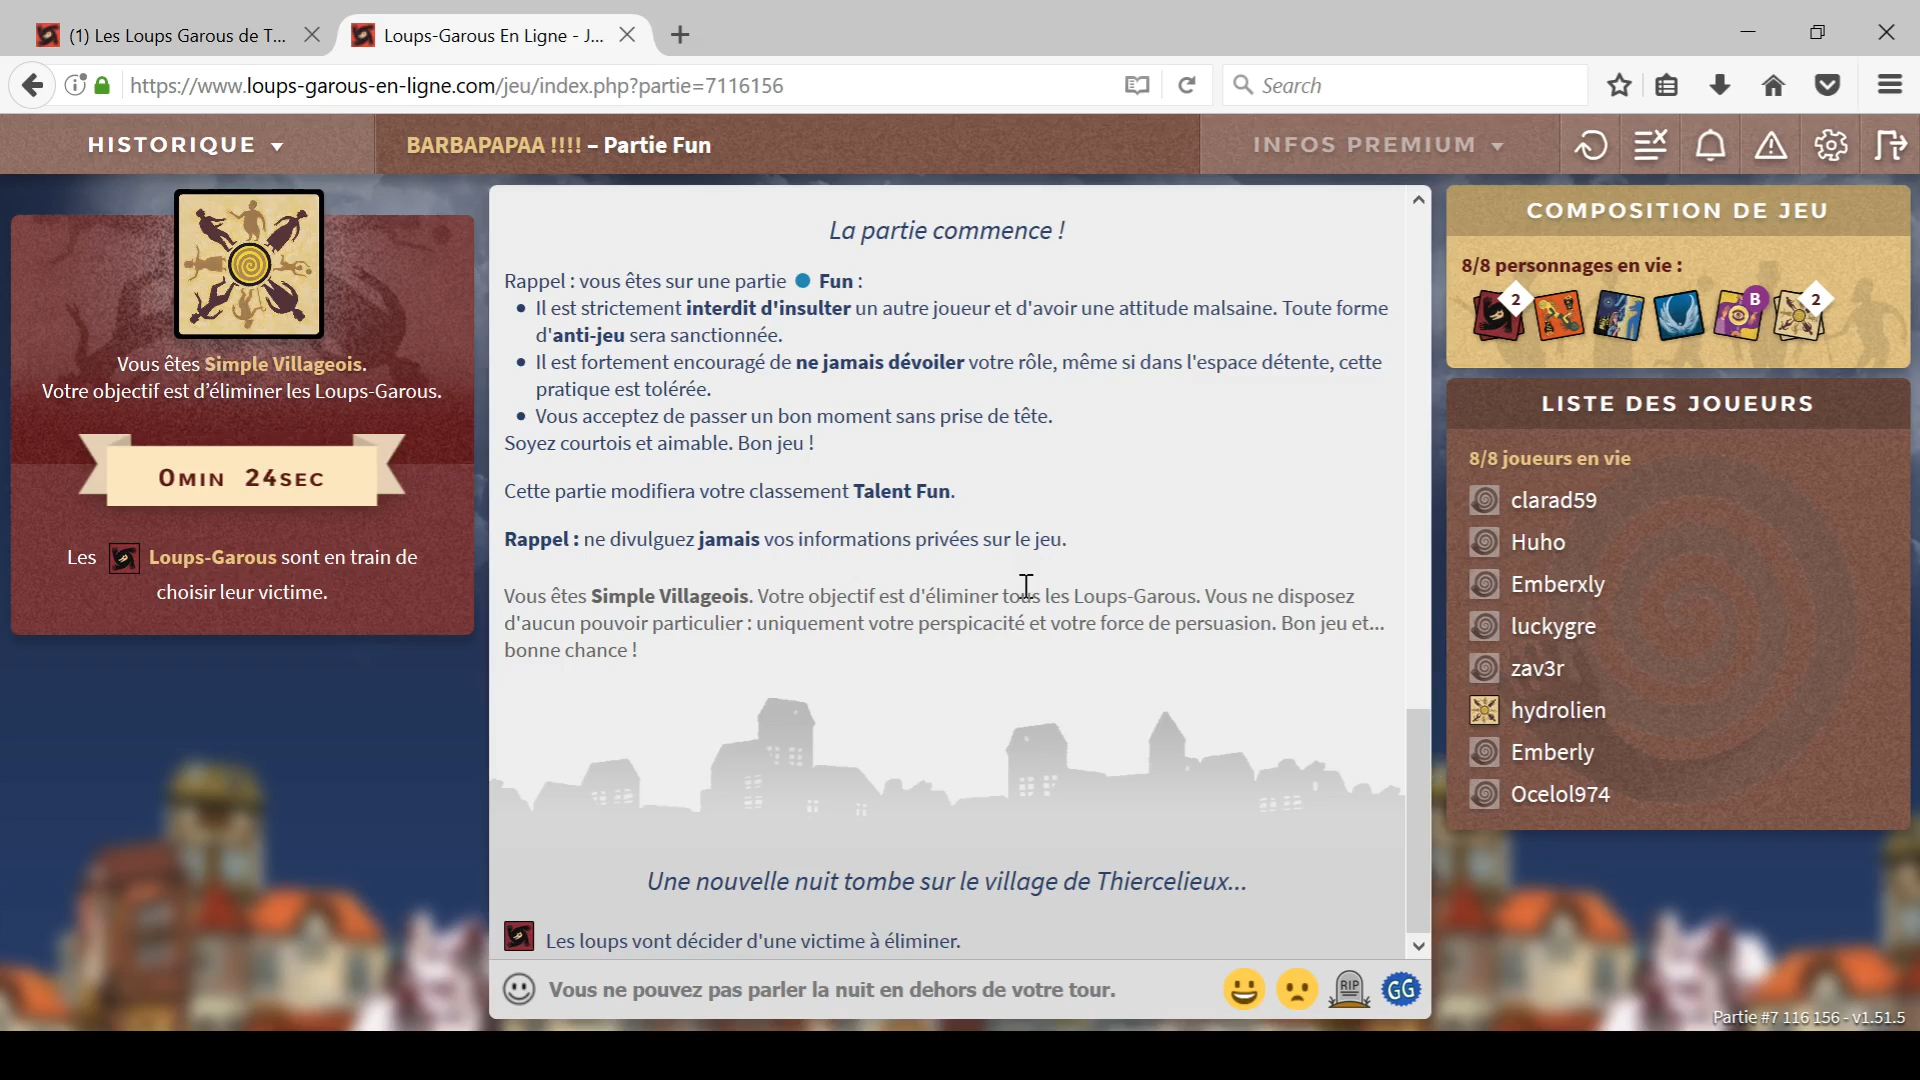 (1) Les Loups Garous de T...
Loups-Garous En Ligne - J...
https://www.loups-garous-en-ligne.com/jeu/index.php?partie=7116156
Search
HISTORIQUE
BARBAPAPAA !!!! – Partie Fun
INFOS PREMIUM
Vous êtes Simple Villageois.
Votre objectif est d’éliminer les Loups-Garous.
0MIN 24SEC
Les Loups-Garous sont en train de
choisir leur victime.
La partie commence !
Rappel : vous êtes sur une partie Fun :
• Il est strictement interdit d'insulter un autre joueur et d'avoir une attitude malsaine. Toute forme
d'anti-jeu sera sanctionnée.
• Il est fortement encouragé de ne jamais dévoiler votre rôle, même si dans l'espace détente, cette
pratique est tolérée.
• Vous acceptez de passer un bon moment sans prise de tête.
Soyez courtois et aimable. Bon jeu !
Cette partie modifiera votre classement Talent Fun.
Rappel : ne divulguez jamais vos informations privées sur le jeu.
Vous êtes Simple Villageois. Votre objectif est d'éliminer tous les Loups-Garous. Vous ne disposez
d'aucun pouvoir particulier : uniquement votre perspicacité et votre force de persuasion. Bon jeu et...
bonne chance !
Une nouvelle nuit tombe sur le village de Thiercelieux...
Les loups vont décider d'une victime à éliminer.
Vous ne pouvez pas parler la nuit en dehors de votre tour.
RIP
GG
COMPOSITION DE JEU
8/8 personnages en vie :
2
B
2
LISTE DES JOUEURS
8/8 joueurs en vie
clarad59
Huho
Emberxly
luckygre
zav3r
hydrolien
Emberly
Ocelol974
Partie #7 116 156 - v1.51.5